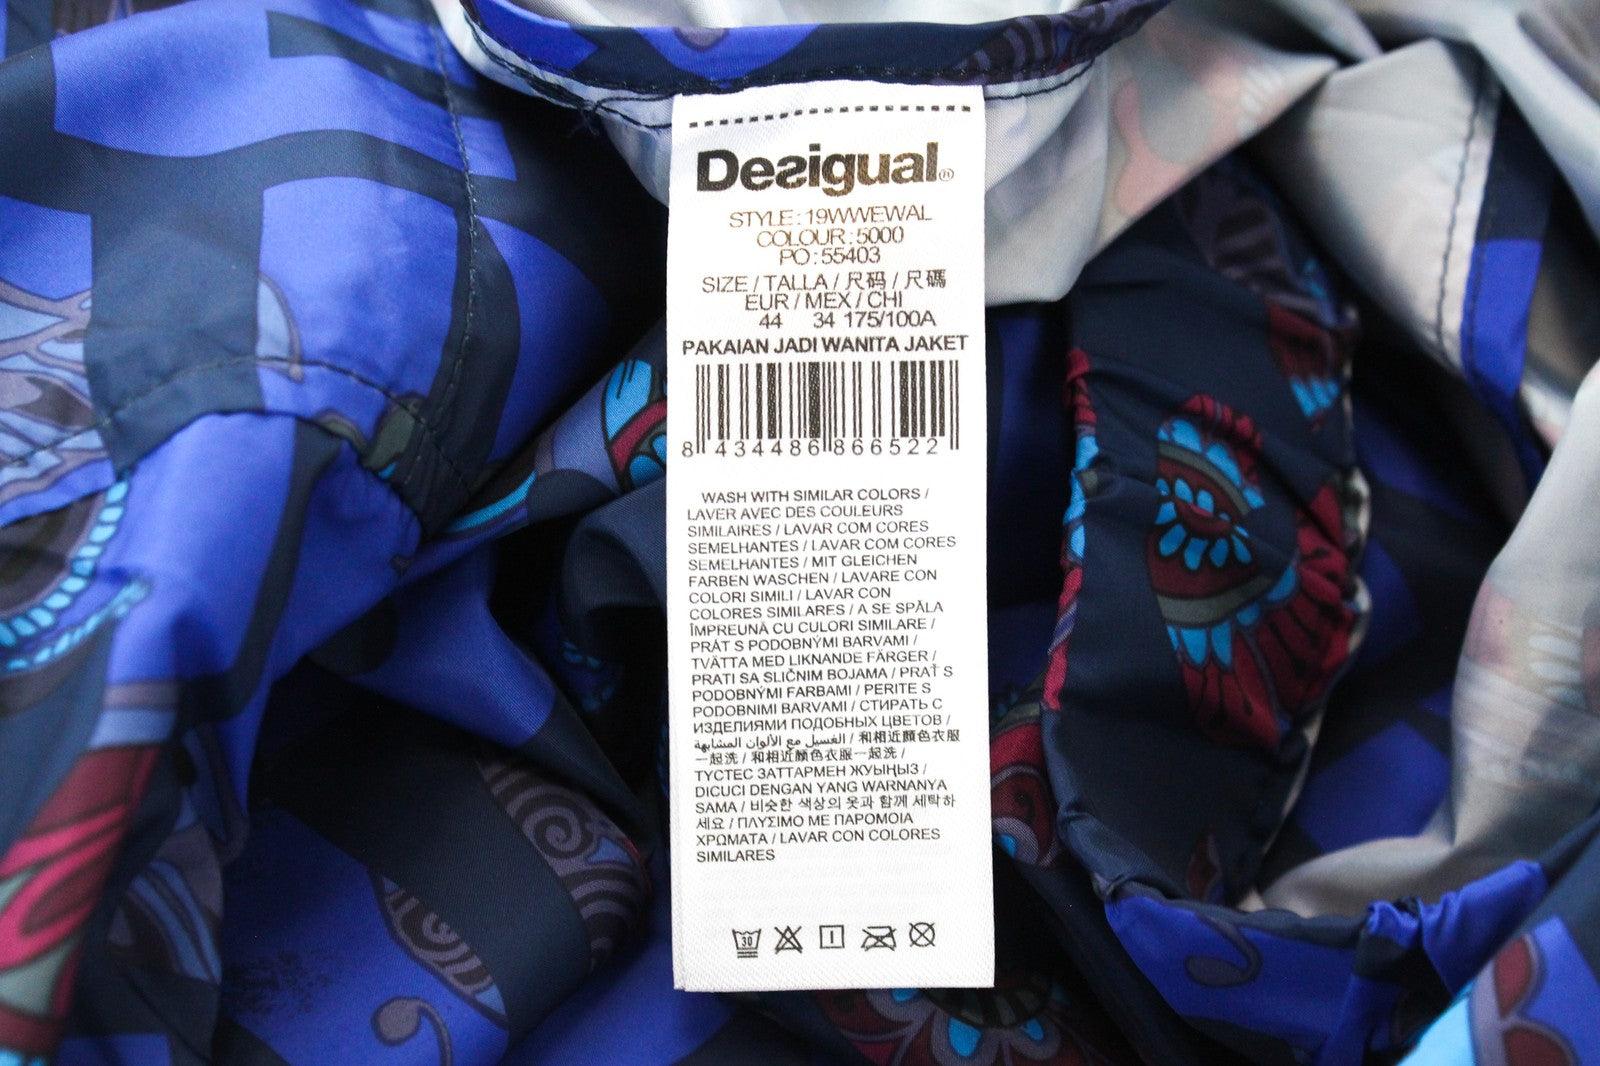 Desigual®
STYLE : 19WWEWAL
COLOUR : 5000
PO : 55403
SIZE / TALLA / 尺码 / 尺碼
EUR / MEX / CHI
44 34 175/100A
PAKAIAN JADI WANITA JAKET
8 434486 866522
WASH WITH SIMILAR COLORS /
LAVER AVEC DES COULEURS
SIMILAIRES / LAVAR COM CORES
SEMELHANTES / LAVAR COM CORES
SEMELHANTES / MIT GLEICHEN
FARBEN WASCHEN / LAVARE CON
COLORI SIMILI / LAVAR CON
COLORES SIMILARES / A SE SPĂLA
ÎMPREUNĂ CU CULORI SIMILARE /
PRÁT S PODOBNÝMI BARVAMI /
TVÄTTA MED LIKNANDE FÄRGER /
PRATI SA SLIČNIM BOJAMA / PRAŤ S
PODOBNÝMI FARBAMI / PERITE S
PODOBNIMI BARVAMI / СТИРАТЬ С
ИЗДЕЛИЯМИ ПОДОБНЫХ ЦВЕТОВ /
الغسيل مع الألوان المشابهة / 和相近顏色衣服
一起洗 / 和相近颜色衣服一起洗 /
ТҮСТЕС ЗАТТАРМЕН ЖУЫҢЫЗ /
DICUCI DENGAN YANG WARNANYA
SAMA / 비슷한 색상의 옷과 함께 세탁하
세요 / ΠΛΥΣΙΜΟ ΜΕ ΠΑΡΟΜΟΙΑ
ΧΡΩΜΑΤΑ / LAVAR CON COLORES
SIMILARES
30